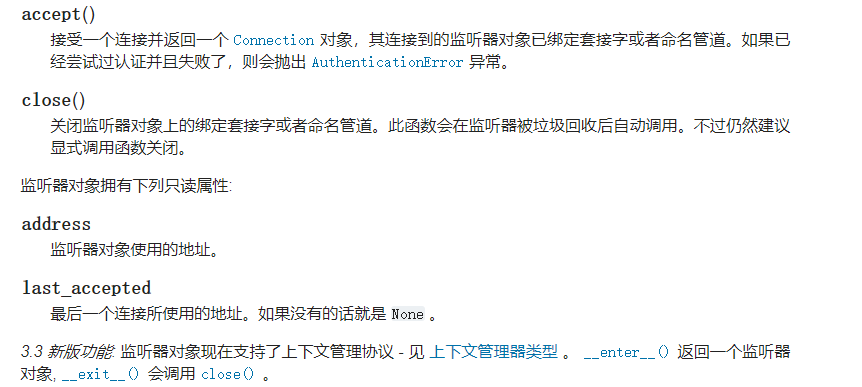 accept()
接受一个连接并返回一个 Connection 对象，其连接到的监听器对象已绑定套接字或者命名管道。如果已
经尝试过认证并且失败了，则会抛出 AuthenticationError 异常。
close()
关闭监听器对象上的绑定套接字或者命名管道。此函数会在监听器被垃圾回收后自动调用。不过仍然建议
显式调用函数关闭。
监听器对象拥有下列只读属性:
address
监听器对象使用的地址。
last_accepted
最后一个连接所使用的地址。如果没有的话就是 None 。
3.3 新版功能: 监听器对象现在支持了上下文管理协议 - 见 上下文管理器类型 。 __enter__() 返回一个监听器
对象, __exit__() 会调用 close() 。